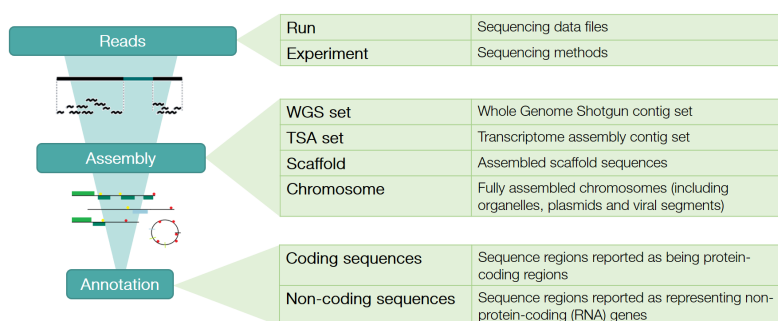 Reads
Run Sequencing data files
Experiment Sequencing methods
WGS set Whole Genome Shotgun contig set
TSA set Transcriptome assembly contig set
Assembly
Scaffold Assembled scaffold sequences
Chromosome Fully assembled chromosomes (including
organelles, plasmids and viral segments)
Annotation
Coding sequences Sequence regions reported as being protein-
coding regions
Non-coding sequences Sequence regions reported as representing non-
protein-coding (RNA) genes